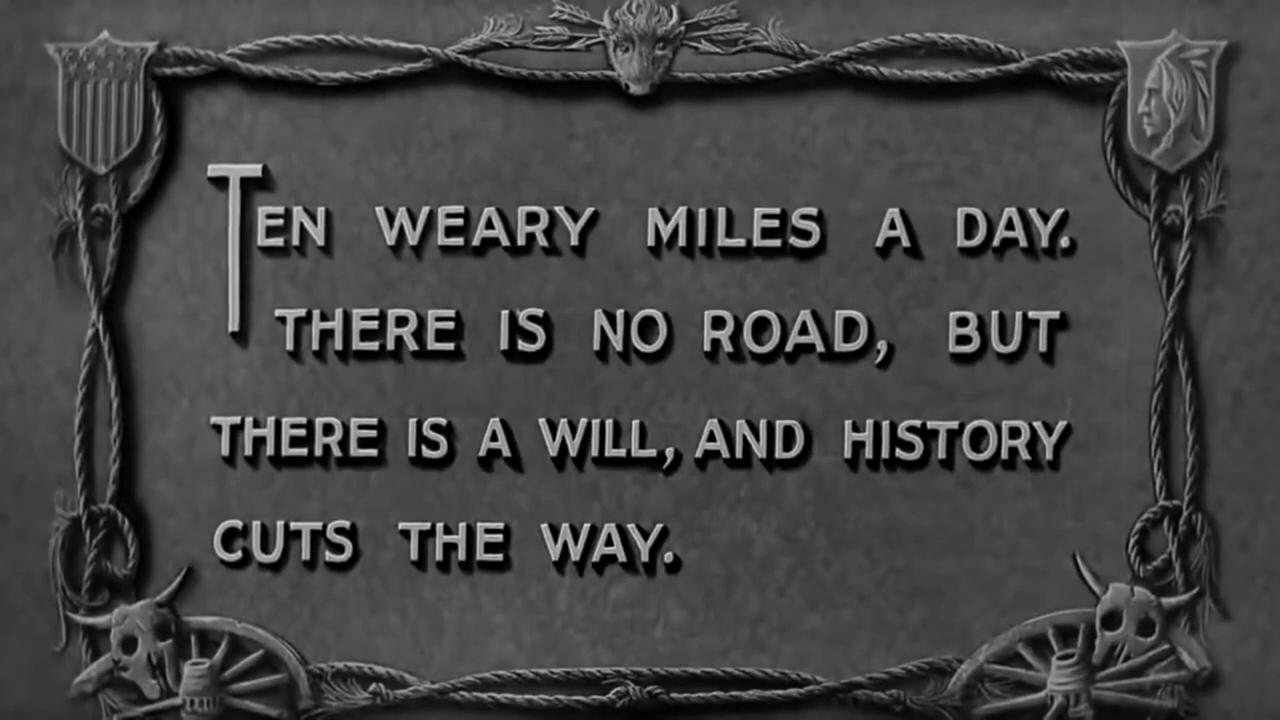 TEN WEARY MILES A DAY.
THERE IS NO ROAD, BUT
THERE IS A WILL, AND HISTORY
CUTS THE WAY.